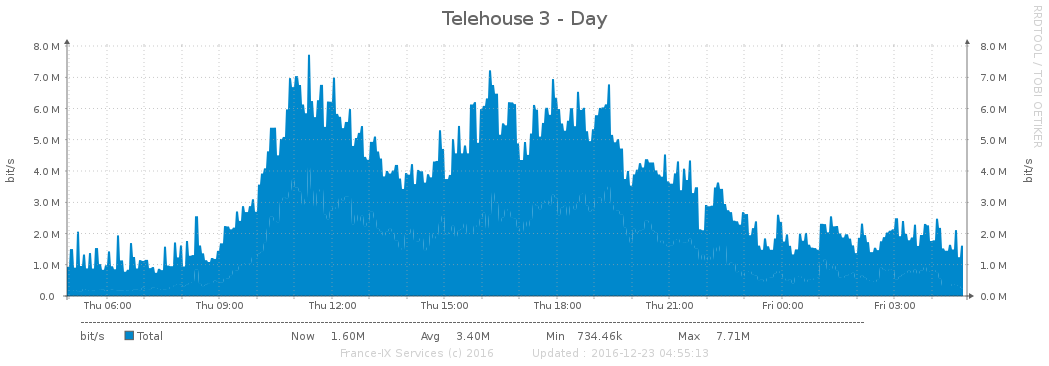 Telehouse 3 - Day
RRDTOOL / TOBI OETIKER
8.0 M 8.0 M
7.0 M 7.0 M
6.0 M 6.0 M
5.0 M 5.0 M
4.0 M 4.0 M
3.0 M 3.0 M
2.0 M 2.0 M
1.0 M 1.0 M
0.0 0.0 M
bit/s
bit/s
Thu 06:00 Thu 09:00 Thu 12:00 Thu 15:00 Thu 18:00 Thu 21:00 Fri 00:00 Fri 03:00
bit/s Total Now 1.60M Avg 3.40M Min 734.46k Max 7.71M
France-IX Services (c) 2016 Updated : 2016-12-23 04:55:13